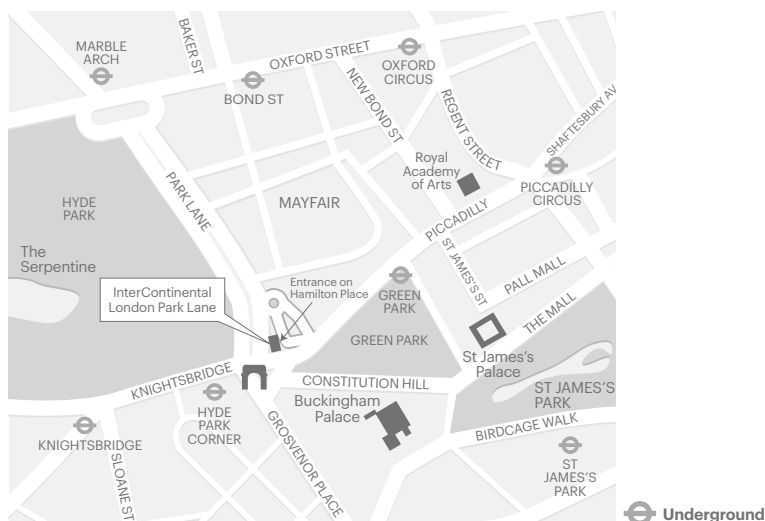 MARBLE
ARCH
BAKER ST
OXFORD STREET
OXFORD
CIRCUS
BOND ST
NEW BOND ST
REGENT STREET
SHAFTESBURY AV
Royal
Academy
of Arts
PICCADILLY
CIRCUS
HYDE
PARK
PARK LANE
MAYFAIR
PICCADILLY
The
Serpentine
ST JAMES'S ST
PALL MALL
InterContinental
London Park Lane
Entrance on
Hamilton Place
GREEN
PARK
THE MALL
GREEN PARK
St James's
Palace
KNIGHTSBRIDGE
CONSTITUTION HILL
ST JAMES'S
PARK
HYDE
PARK
CORNER
Buckingham
Palace
GROSVENOR PLACE
BIRDCAGE WALK
KNIGHTSBRIDGE
SLOANE ST
ST
JAMES'S
PARK
Underground